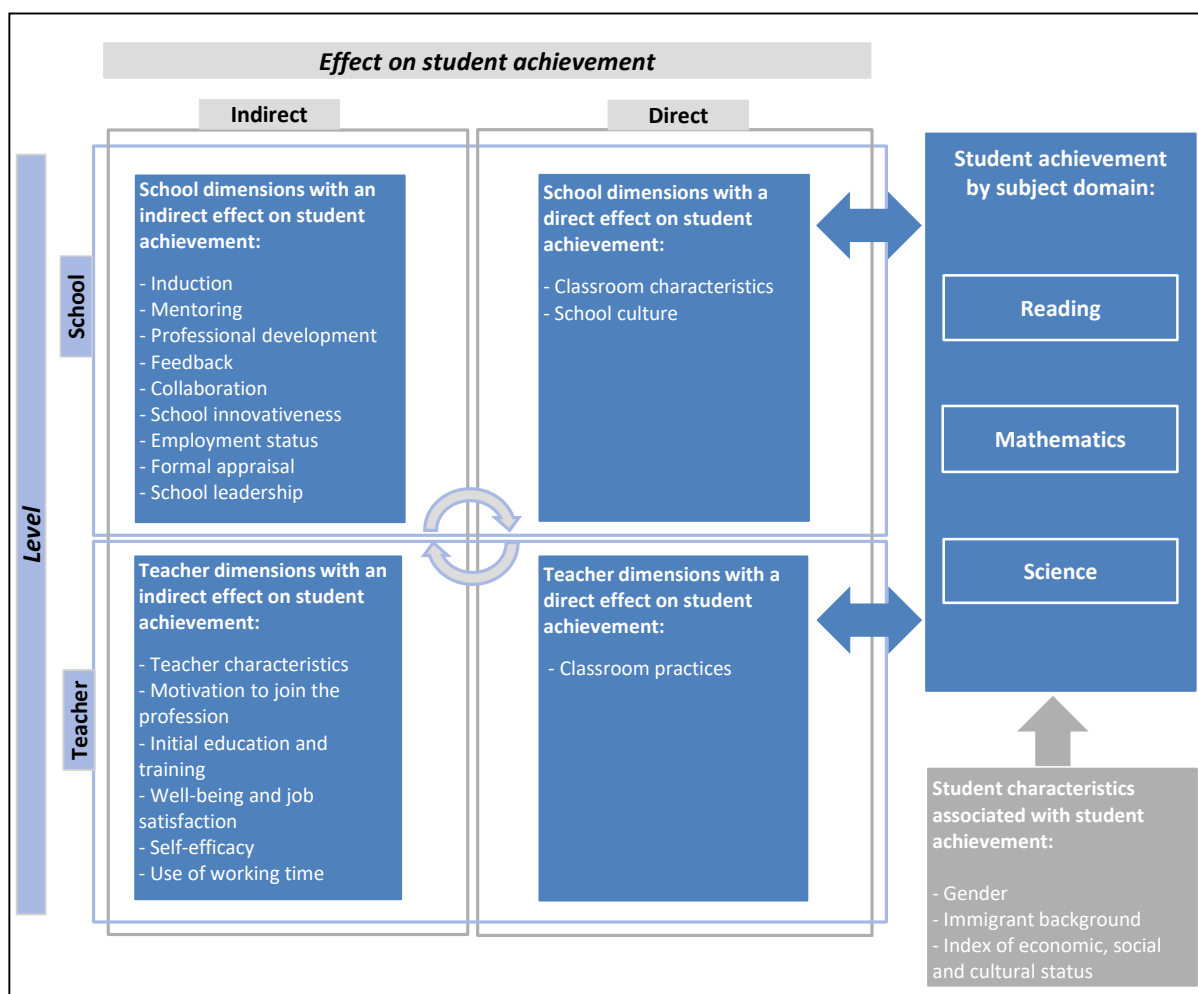 Effect on student achievement
Indirect
Direct
Level
School
School dimensions with an
indirect effect on student
achievement:
- Induction
- Mentoring
- Professional development
- Feedback
- Collaboration
- School innovativeness
- Employment status
- Formal appraisal
- School leadership
School dimensions with a
direct effect on student
achievement:
- Classroom characteristics
- School culture
Teacher
Teacher dimensions with an
indirect effect on student
achievement:
- Teacher characteristics
- Motivation to join the
profession
- Initial education and
training
- Well-being and job
satisfaction
- Self-efficacy
- Use of working time
Teacher dimensions with a
direct effect on student
achievement:
- Classroom practices
Student achievement
by subject domain:
Reading
Mathematics
Science
Student characteristics
associated with student
achievement:
- Gender
- Immigrant background
- Index of economic, social
and cultural status